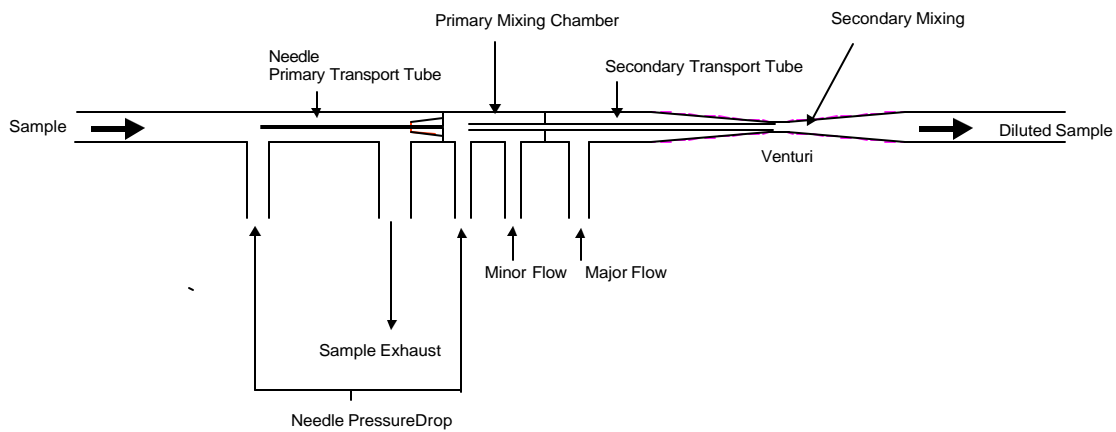 Primary Mixing Chamber
Secondary Mixing
Needle
Primary Transport Tube
Secondary Transport Tube
Sample
Diluted Sample
Venturi
Minor Flow
Major Flow
Sample Exhaust
Needle PressureDrop